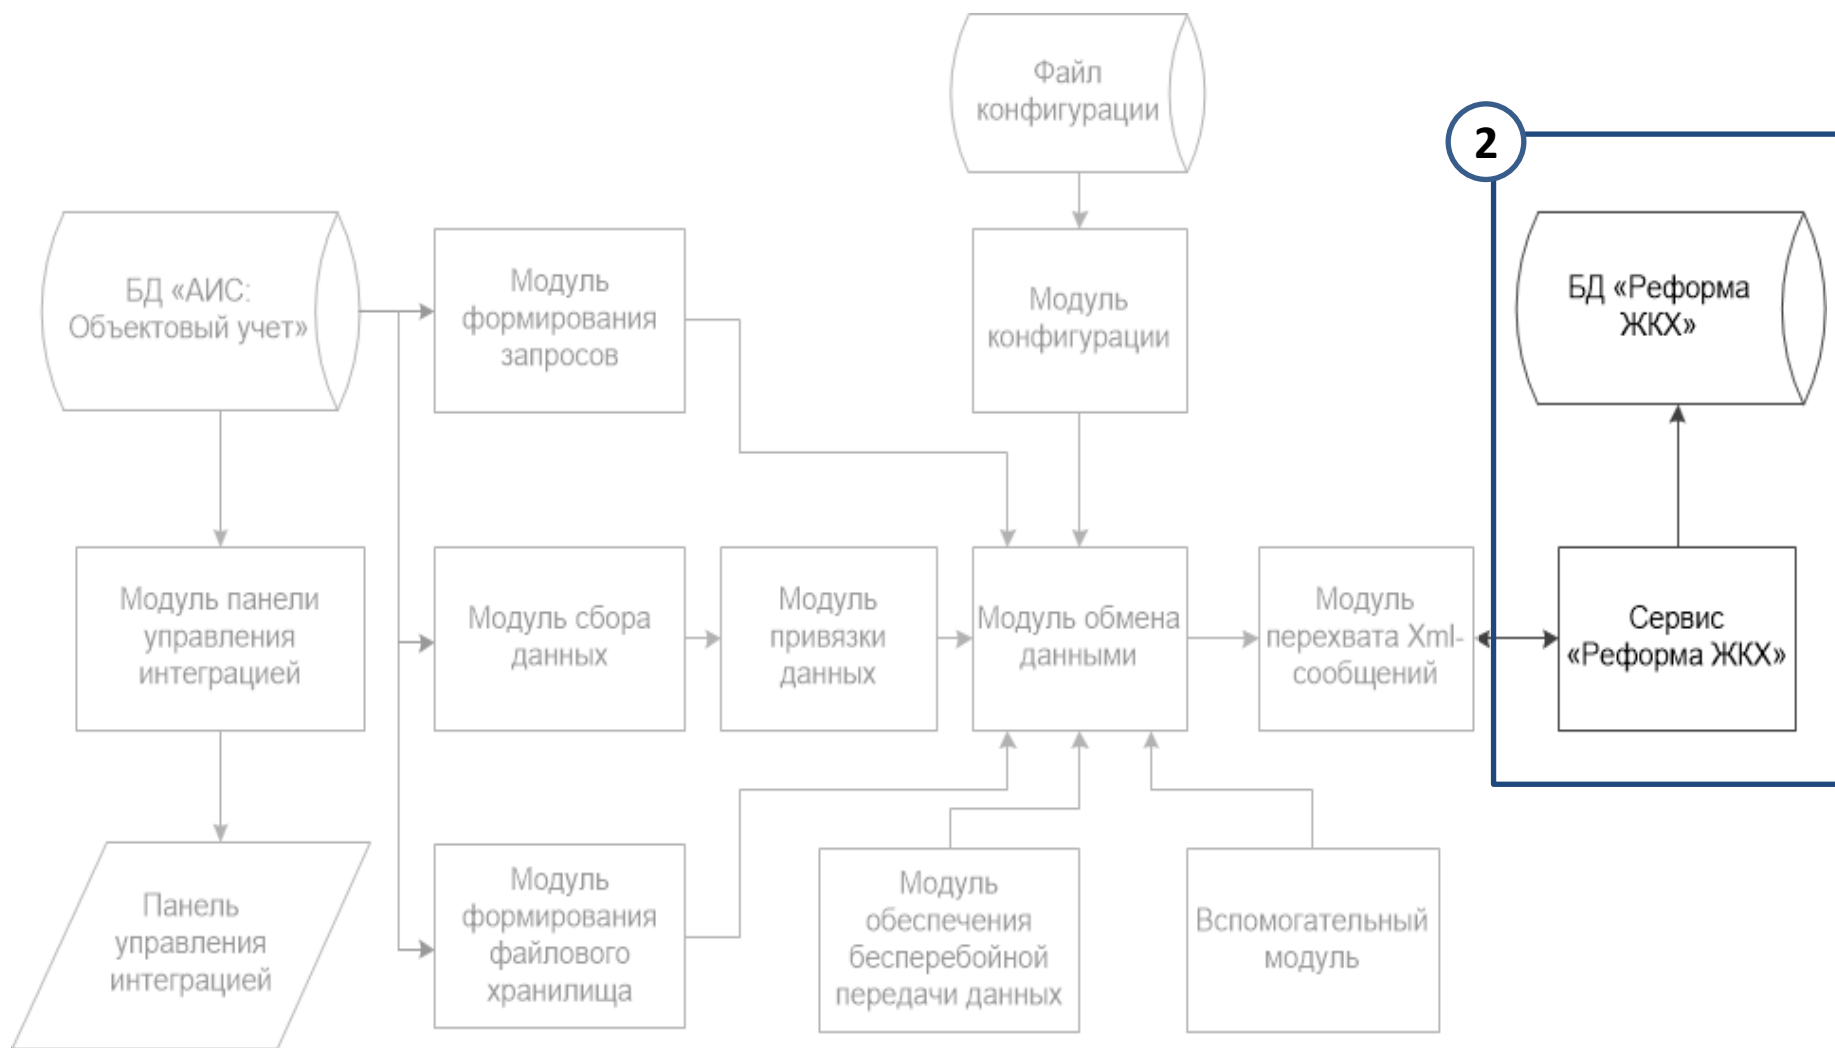 Файл
конфигурации
2
БД «АИС:
Объектовый учет»
Модуль
формирования
запросов
Модуль
конфигурации
БД «Реформа
ЖКХ»
Модуль панели
управления
интеграцией
Модуль сбора
данных
Модуль
привязки
данных
Модуль обмена
данными
Модуль
перехвата Xml-
сообщений
Сервис
«Реформа ЖКХ»
Панель
управления
интеграцией
Модуль
формирования
файлового
хранилища
Модуль
обеспечения
бесперебойной
передачи данных
Вспомогательный
модуль